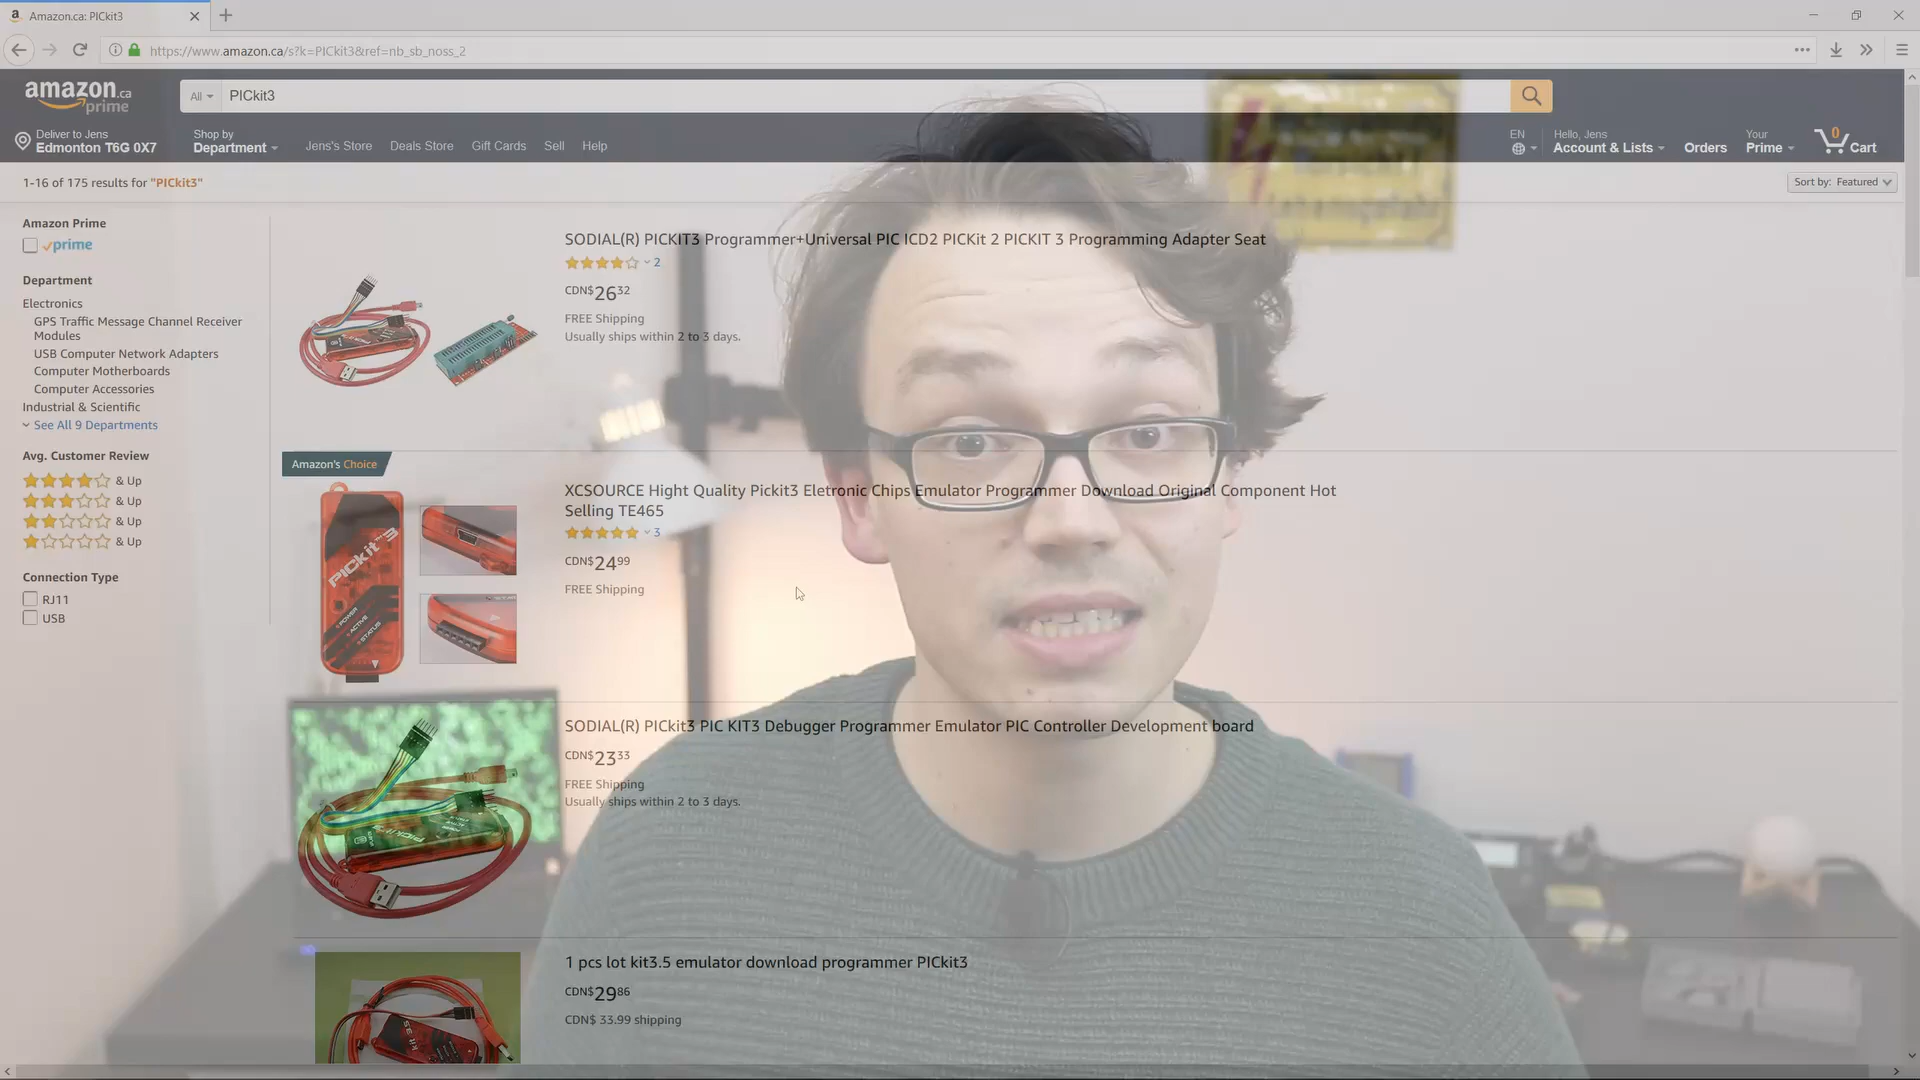 Amazon.ca: PICkit3
https://www.amazon.ca/s?k=PICkit3&ref=nb_sb_noss_2
amazon.ca
prime
All
PICkit3
Deliver to Jens
Edmonton T6G 0X7
Shop by
Department
Jens's Store
Deals Store
Gift Cards
Sell
Help
EN
Hello, Jens
Account & Lists
Orders
Your
Prime
0
Cart
1-16 of 175 results for "PICkit3"
Sort by: Featured
Amazon Prime
prime
Department
Electronics
GPS Traffic Message Channel Receiver
Modules
USB Computer Network Adapters
Computer Motherboards
Computer Accessories
Industrial & Scientific
See All 9 Departments
Avg. Customer Review
& Up
& Up
& Up
& Up
Connection Type
RJ11
USB
SODIAL(R) PICKIT3 Programmer+Universal PIC ICD2 PICKit 2 PICKIT 3 Programming Adapter Seat
2
CDN$ 26 32
FREE Shipping
Usually ships within 2 to 3 days.
Amazon's Choice
PICkit™ 3
POWER
ACTIVE
STATUS
XCSOURCE Hight Quality Pickit3 Eletronic Chips Emulator Programmer Download Original Component Hot
Selling TE465
3
CDN$ 24 99
FREE Shipping
SODIAL(R) PICkit3 PIC KIT3 Debugger Programmer Emulator PIC Controller Development board
CDN$ 23 33
FREE Shipping
Usually ships within 2 to 3 days.
PICkit 3
1 pcs lot kit3.5 emulator download programmer PICkit3
CDN$ 29 86
CDN$ 33.99 shipping